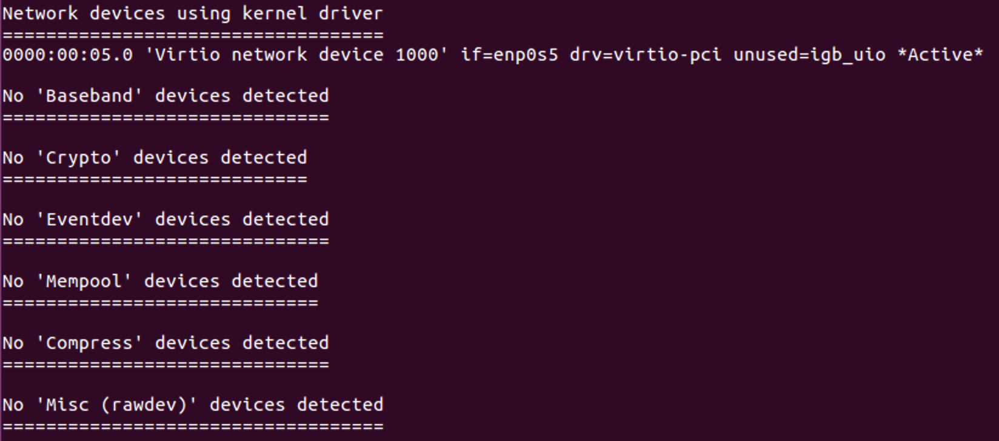 Network devices using kernel driver
===================================
0000:00:05.0 'Virtio network device 1000' if=enp0s5 drv=virtio-pci unused=igb_uio *Active*
No 'Baseband' devices detected
==============================
No 'Crypto' devices detected
============================
No 'Eventdev' devices detected
==============================
No 'Mempool' devices detected
=============================
No 'Compress' devices detected
==============================
No 'Misc (rawdev)' devices detected
===================================